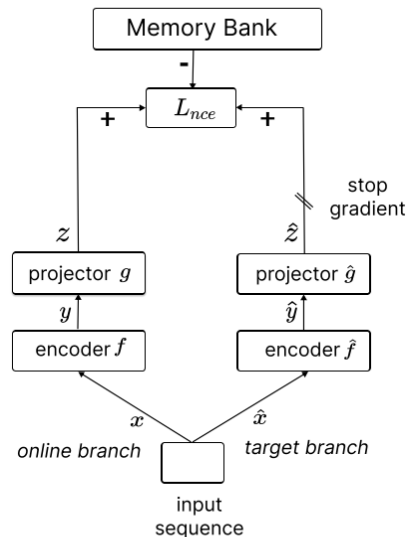 Memory Bank
-
L_nce
+ +
stop
gradient
z ẑ
projector g projector ĝ
y ŷ
encoder f encoder f̂
x x̂
online branch target branch
input
sequence